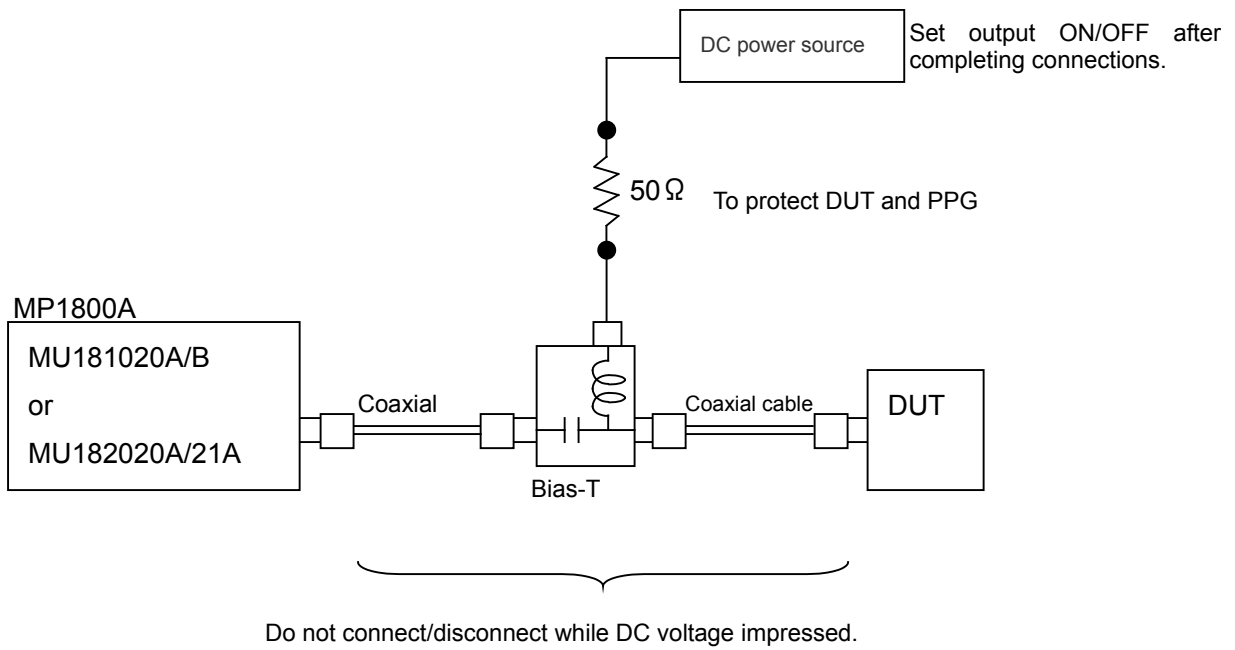 DC power source
Set output ON/OFF after
completing connections.
50Ω
To protect DUT and PPG
MP1800A
MU181020A/B
or
MU182020A/21A
Coaxial
Bias-T
Coaxial cable
DUT
Do not connect/disconnect while DC voltage impressed.